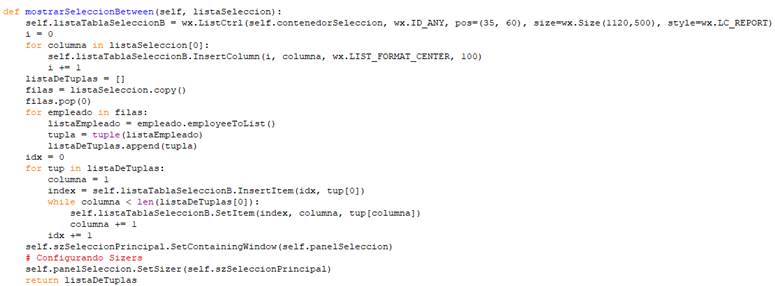 def mostrarSeleccionBetween(self, listaSeleccion):
    self.listaTablaSeleccionB = wx.ListCtrl(self.contenedorSeleccion, wx.ID_ANY, pos=(35, 60), size=wx.Size(1120,500), style=wx.LC_REPORT)
    i = 0
    for columna in listaSeleccion[0]:
        self.listaTablaSeleccionB.InsertColumn(i, columna, wx.LIST_FORMAT_CENTER, 100)
        i += 1
    listaDeTuplas = []
    filas = listaSeleccion.copy()
    filas.pop(0)
    for empleado in filas:
        listaEmpleado = empleado.employeeToList()
        tupla = tuple(listaEmpleado)
        listaDeTuplas.append(tupla)
    idx = 0
    for tup in listaDeTuplas:
        columna = 1
        index = self.listaTablaSeleccionB.InsertItem(idx, tup[0])
        while columna < len(listaDeTuplas[0]):
            self.listaTablaSeleccionB.SetItem(index, columna, tup[columna])
            columna += 1
        idx += 1
    self.szSeleccionPrincipal.SetContainingWindow(self.panelSeleccion)
    # Configurando Sizers
    self.panelSeleccion.SetSizer(self.szSeleccionPrincipal)
    return listaDeTuplas